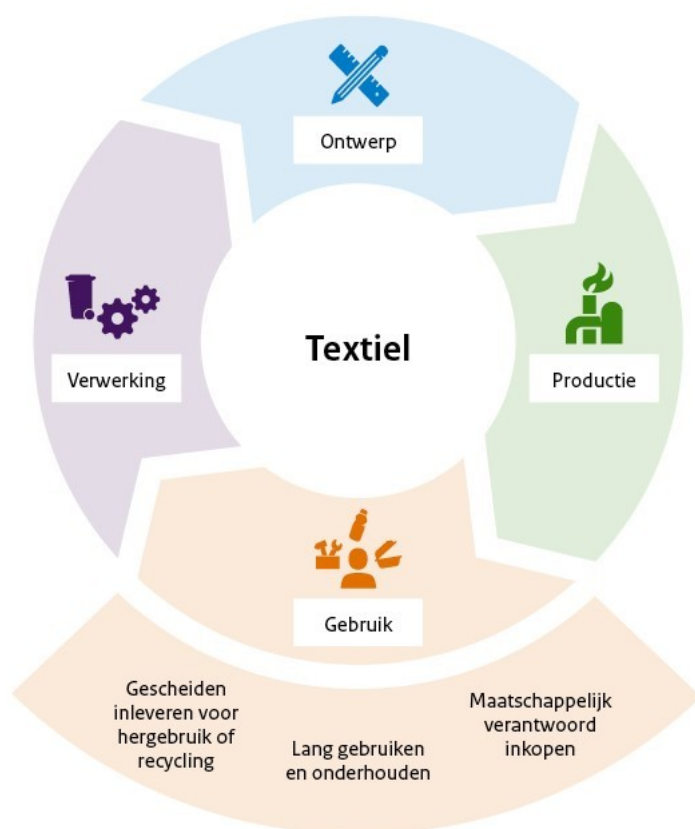 Ontwerp
Textiel
Verwerking
Productie
Gebruik
Gescheiden
inleveren voor
hergebruik of
recycling
Lang gebruiken
en onderhouden
Maatschappelijk
verantwoord
inkopen